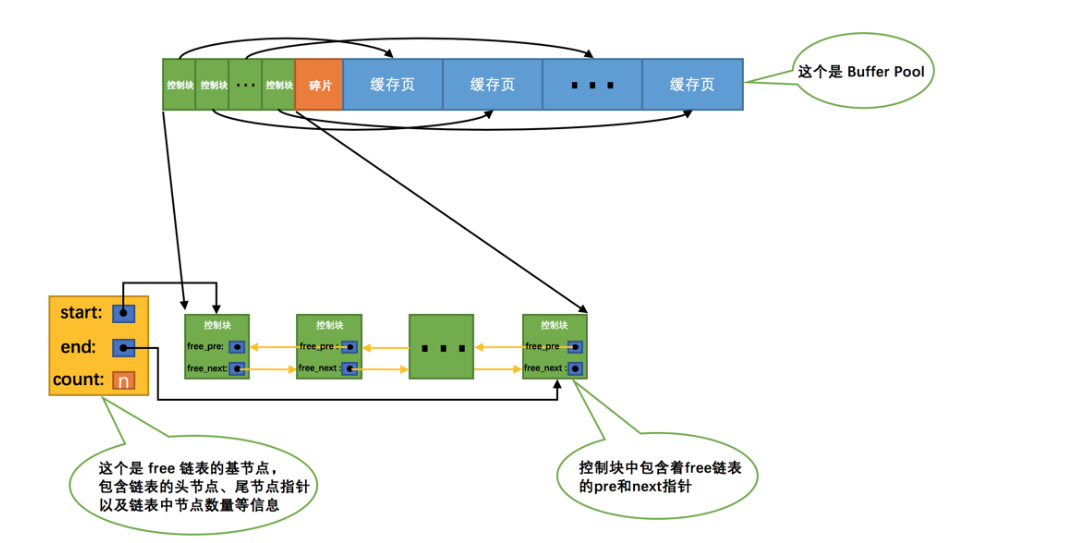 控制块 控制块 ··· 控制块 碎片 缓存页 缓存页 ··· 缓存页
这个是 Buffer Pool
start:
end:
count: n
控制块
free_pre:
free_next:
控制块
free_pre :
free_next :
···
控制块
free_pre
free_next :
这个是 free 链表的基节点，
包含链表的头节点、尾节点指针
以及链表中节点数量等信息
控制块中包含着free链表
的pre和next指针